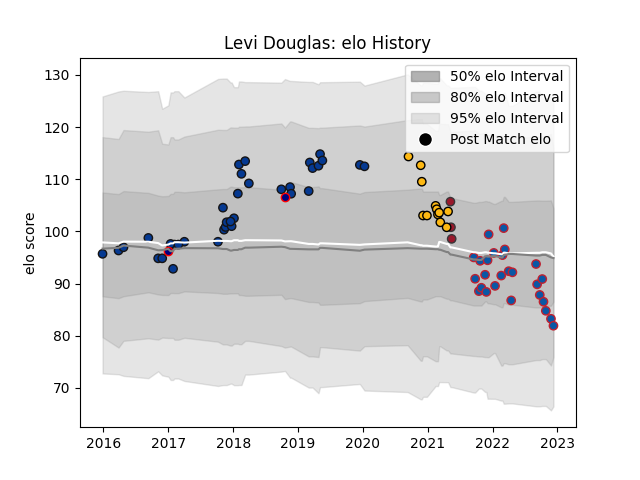 Levi Douglas: elo History
50% elo Interval
80% elo Interval
95% elo Interval
Post Match elo
elo score
130
120
110
100
90
80
70
2016 2017 2018 2019 2020 2021 2022 2023